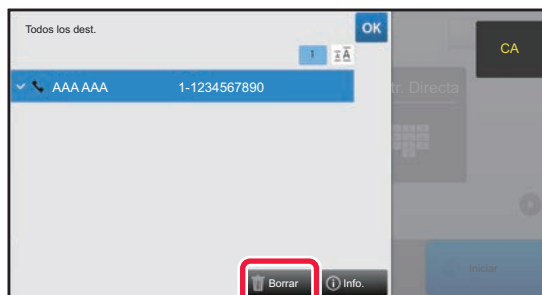 Todos los dest.
OK
CA
1
AAA AAA 1-1234567890
tr. Directa
Iniciar
Borrar
Info.